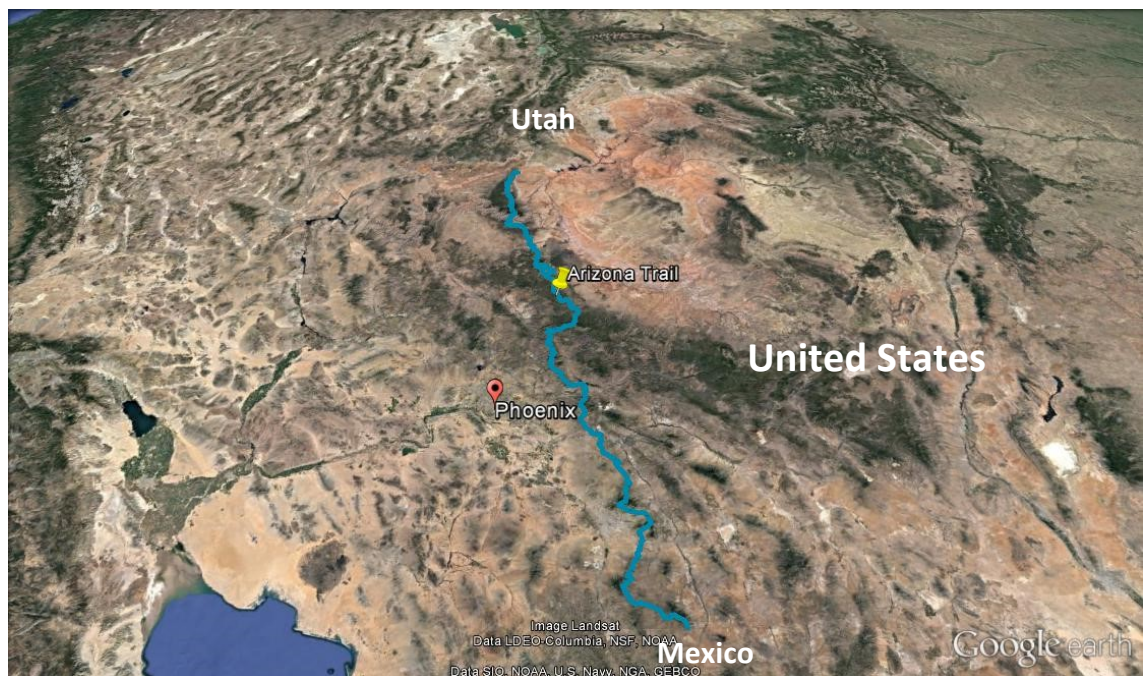 Utah
Arizona Trail
United States
Phoenix
Image Landsat
Data LDEO-Columbia, NSF, NOAA
Mexico
Google earth
Data SIO, NOAA, U.S. Navy, NGA, GEBCO